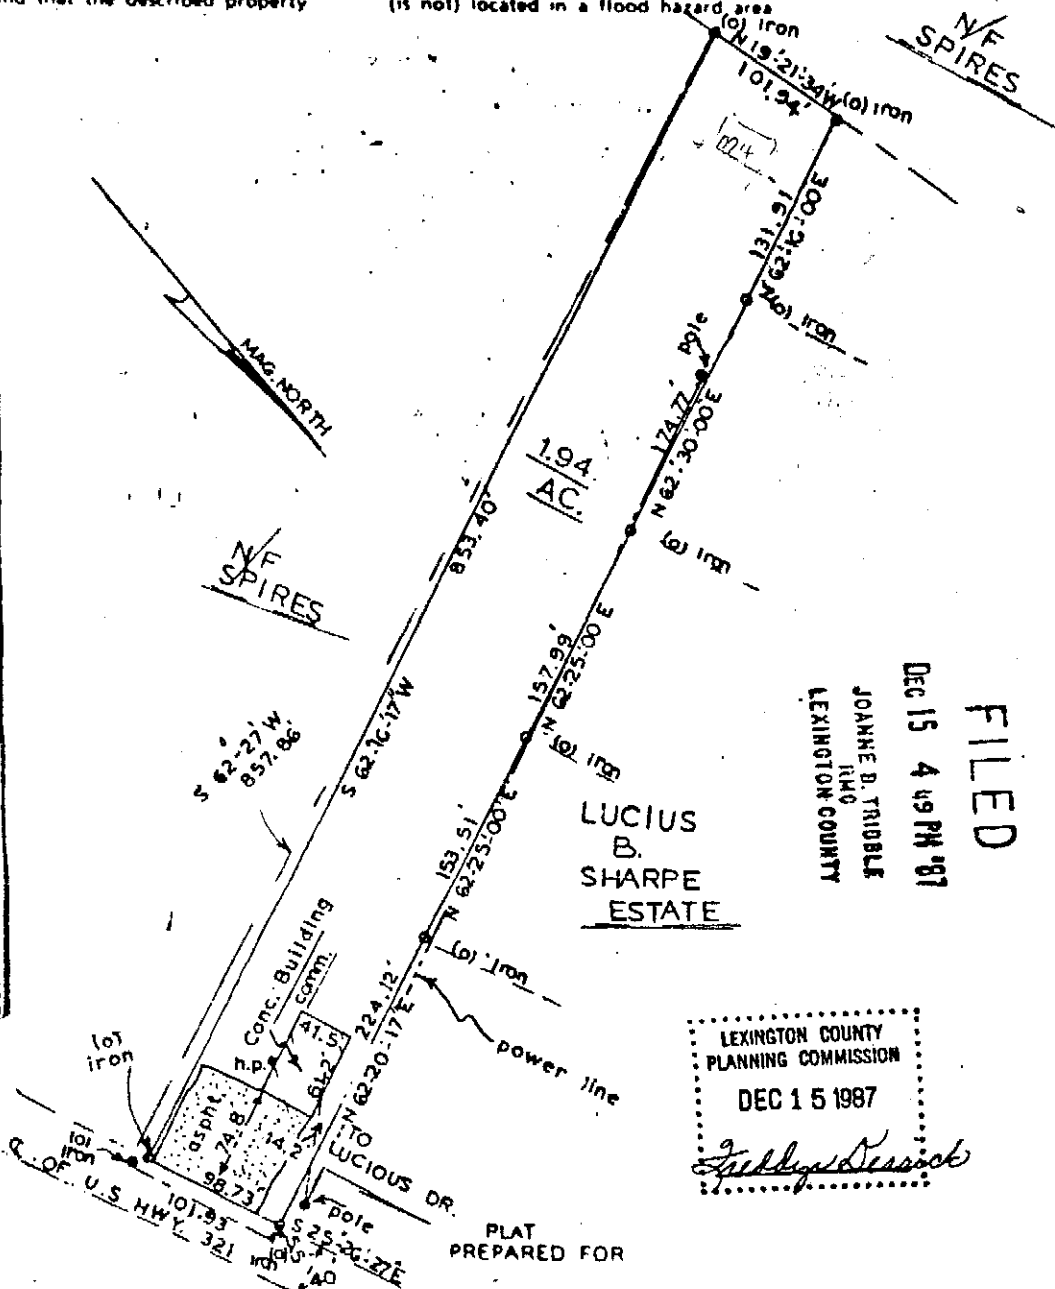 that the described property (is not) located in a flood hazard area
(o) iron
N 19-21-34 W
101.94'
(o) iron
N/F
SPIRES
131.91
N 62-16-00 E
(o) iron
pole
174.77'
N 62-30-00 E
MAG. NORTH
1.94
AC.
853.40'
(o) iron
N/F
SPIRES
157.99'
N 62-25-00 E
(o) iron
S 62-16-17" W
S 62-27' W
857.86'
LUCIUS
B.
SHARPE
ESTATE
FILED
DEC 15 4 49 PM '87
JOANNE B. TRIBBLE
RMC
LEXINGTON COUNTY
153.51'
N 62-25-00 E
(o) iron
Conc. Building
comm.
41.5'
224.12'
N 62-20-17 E
power line
(o) iron
h.p.
61.2'
aspht.
74.8
14.2
TO
LUCIOUS DR.
98.73'
(o) iron
101.93
pole
S 25-26-27 E
iron
40
OF U.S. HWY. 321
LEXINGTON COUNTY
PLANNING COMMISSION
DEC 15 1987
PLAT
PREPARED FOR